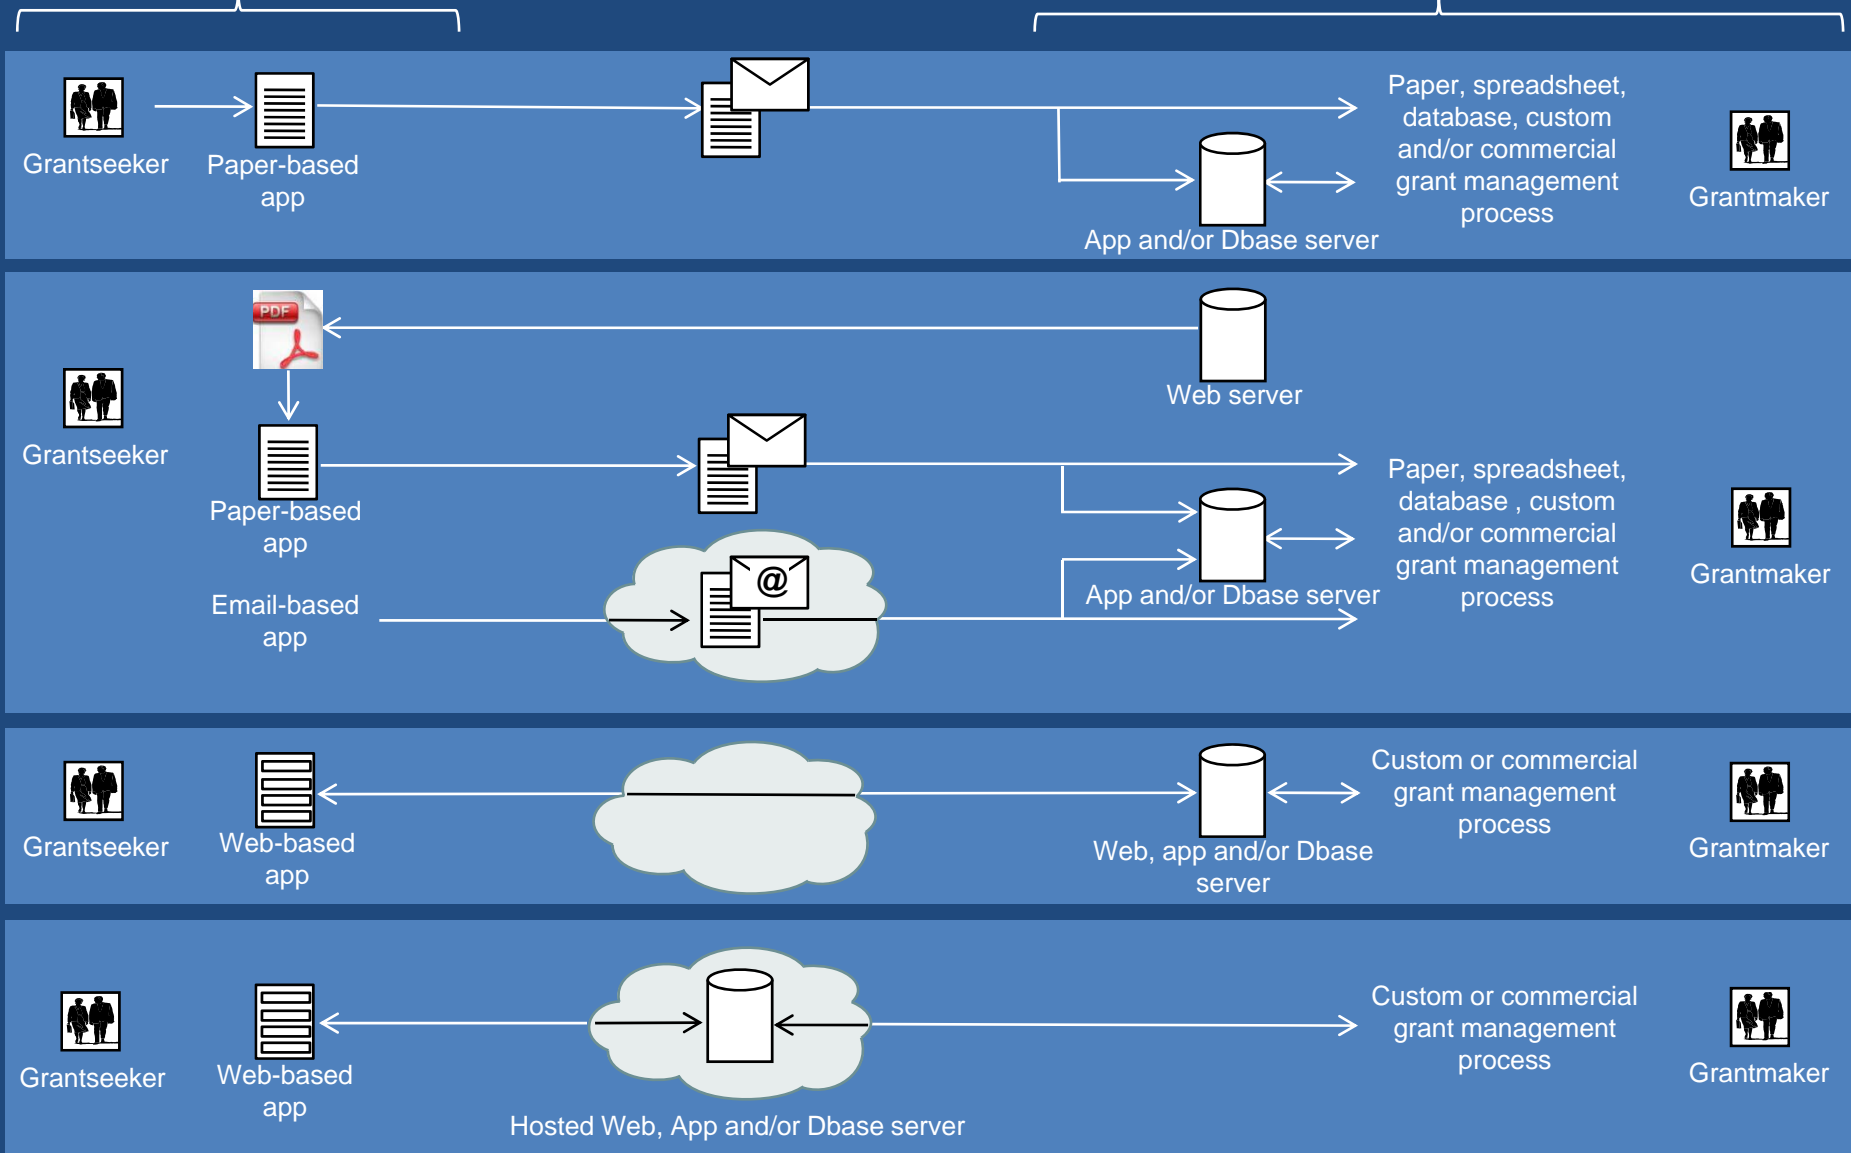 Grantseeker
Paper-based
app
App and/or Dbase server
Paper, spreadsheet,
database, custom
and/or commercial
grant management
process
Grantmaker
PDF
Web server
Grantseeker
Paper-based
app
Email-based
app
@
App and/or Dbase server
Paper, spreadsheet,
database , custom
and/or commercial
grant management
process
Grantmaker
Grantseeker
Web-based
app
Web, app and/or Dbase
server
Custom or commercial
grant management
process
Grantmaker
Grantseeker
Web-based
app
Hosted Web, App and/or Dbase server
Custom or commercial
grant management
process
Grantmaker